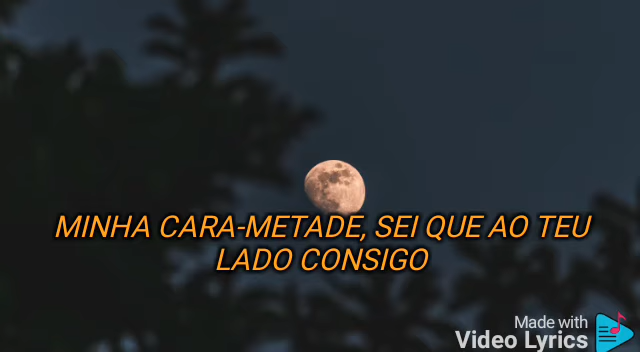 MINHA CARA-METADE, SEI QUE AO TEU
LADO CONSIGO
Made with
Video Lyrics